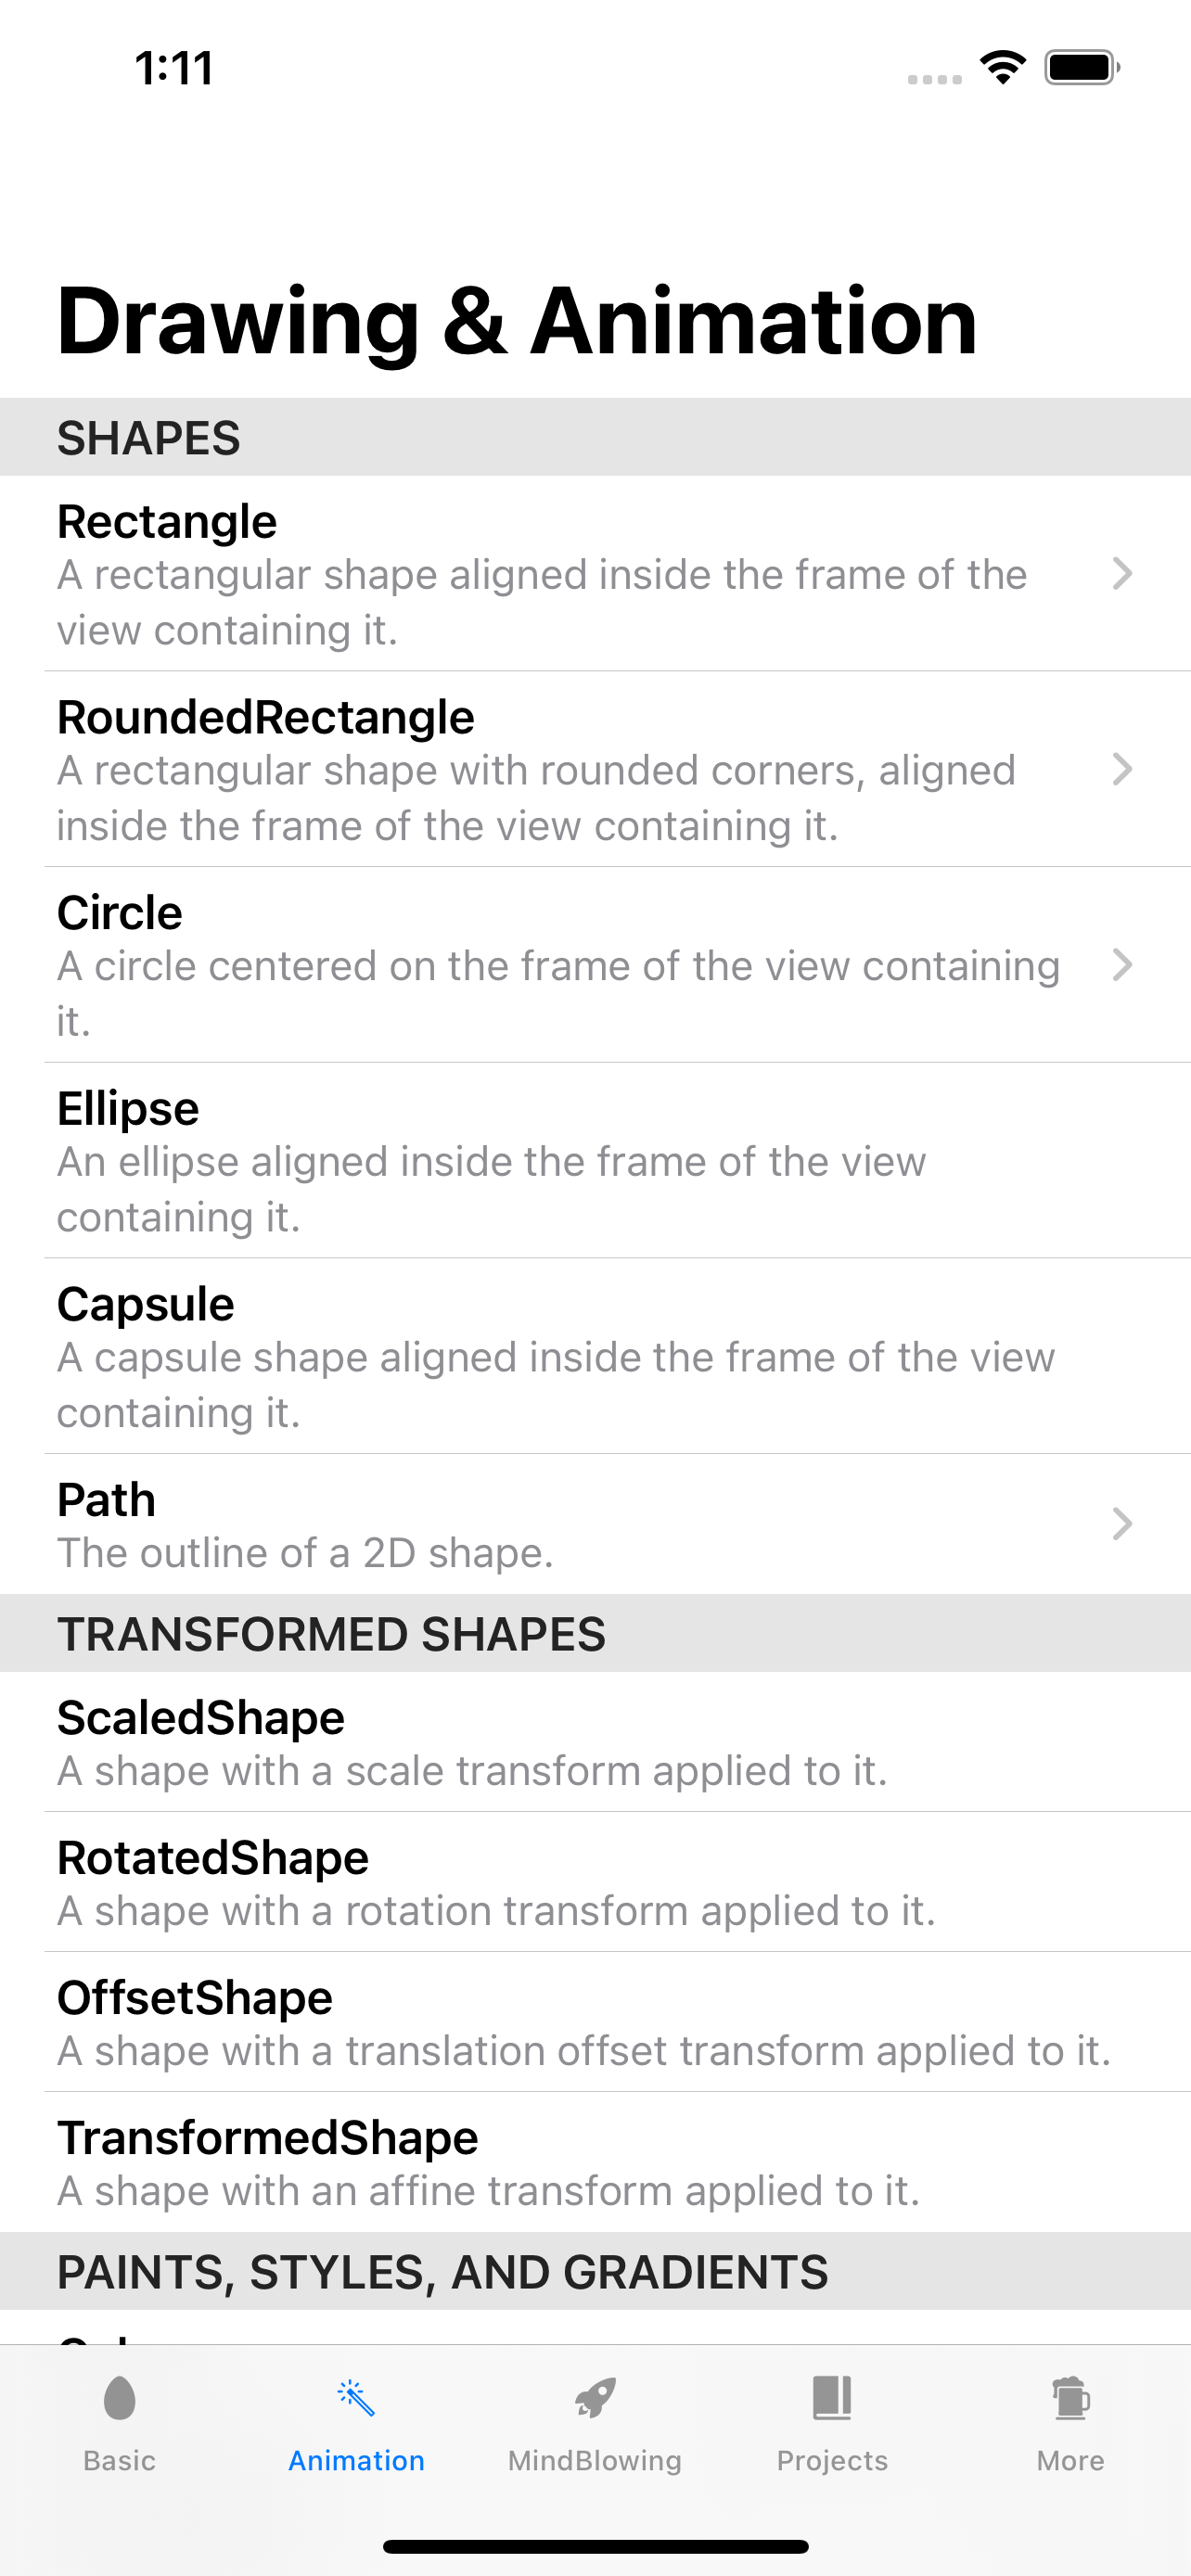 1:11
Drawing & Animation
SHAPES
Rectangle
A rectangular shape aligned inside the frame of the
view containing it.
RoundedRectangle
A rectangular shape with rounded corners, aligned
inside the frame of the view containing it.
Circle
A circle centered on the frame of the view containing
it.
Ellipse
An ellipse aligned inside the frame of the view
containing it.
Capsule
A capsule shape aligned inside the frame of the view
containing it.
Path
The outline of a 2D shape.
TRANSFORMED SHAPES
ScaledShape
A shape with a scale transform applied to it.
RotatedShape
A shape with a rotation transform applied to it.
OffsetShape
A shape with a translation offset transform applied to it.
TransformedShape
A shape with an affine transform applied to it.
PAINTS, STYLES, AND GRADIENTS
Basic
Animation
MindBlowing
Projects
More